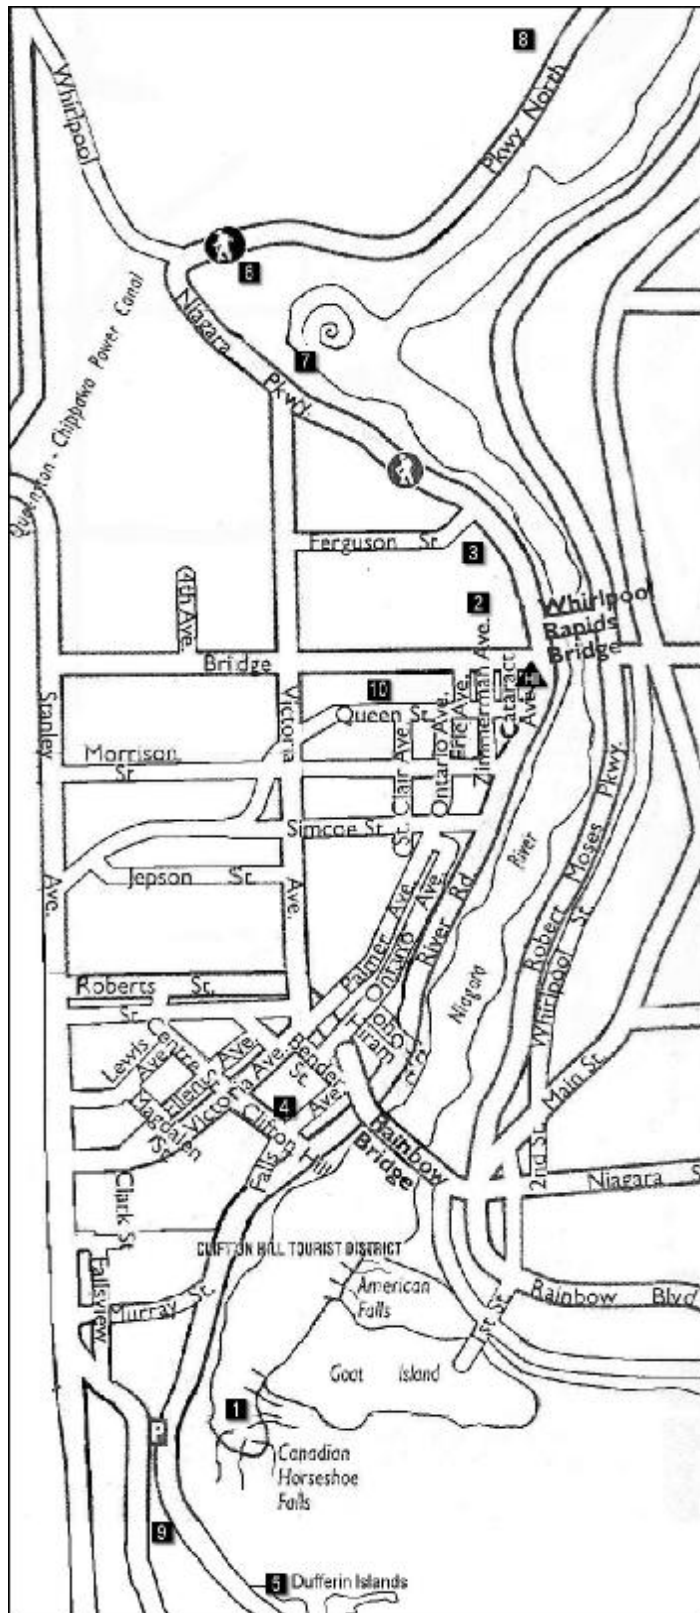 8
Whirlpool
Pkwy North
6
Queenston - Chippawa Power Canal
Niagara
Pkwy.
7
Ferguson St.
3
2
4th Ave.
Whirlpool
Rapids
Bridge
Bridge
Stanley
Ave.
Victoria
Ave.
10
Queen St.
Morrison
St.
St. Clair Ave.
Ontario Ave.
Erie Ave.
Zimmerman Ave.
Cataract
Ave.
HI
Simcoe St.
Jepson St.
Palmer Ave.
Ontario Ave.
River Rd
Niagara
River
Robert Moses Pkwy.
Whirlpool St.
Roberts St.
St.
Lewis
Ave.
Centre
Ellen's Ave.
Victoria Ave.
Magdalen
St.
Bender
St.
Ave.
Hiram
4
Clifton Hill
Falls
Rainbow
Bridge
Main St.
2nd St.
Niagara S
Clark St
CLIFTON HILL TOURIST DISTRICT
Fallsview
Murray St.
American
Falls
Goat Island
1st St
Rainbow Blvd
1
P
Canadian
Horseshoe
Falls
9
5
Dufferin Islands